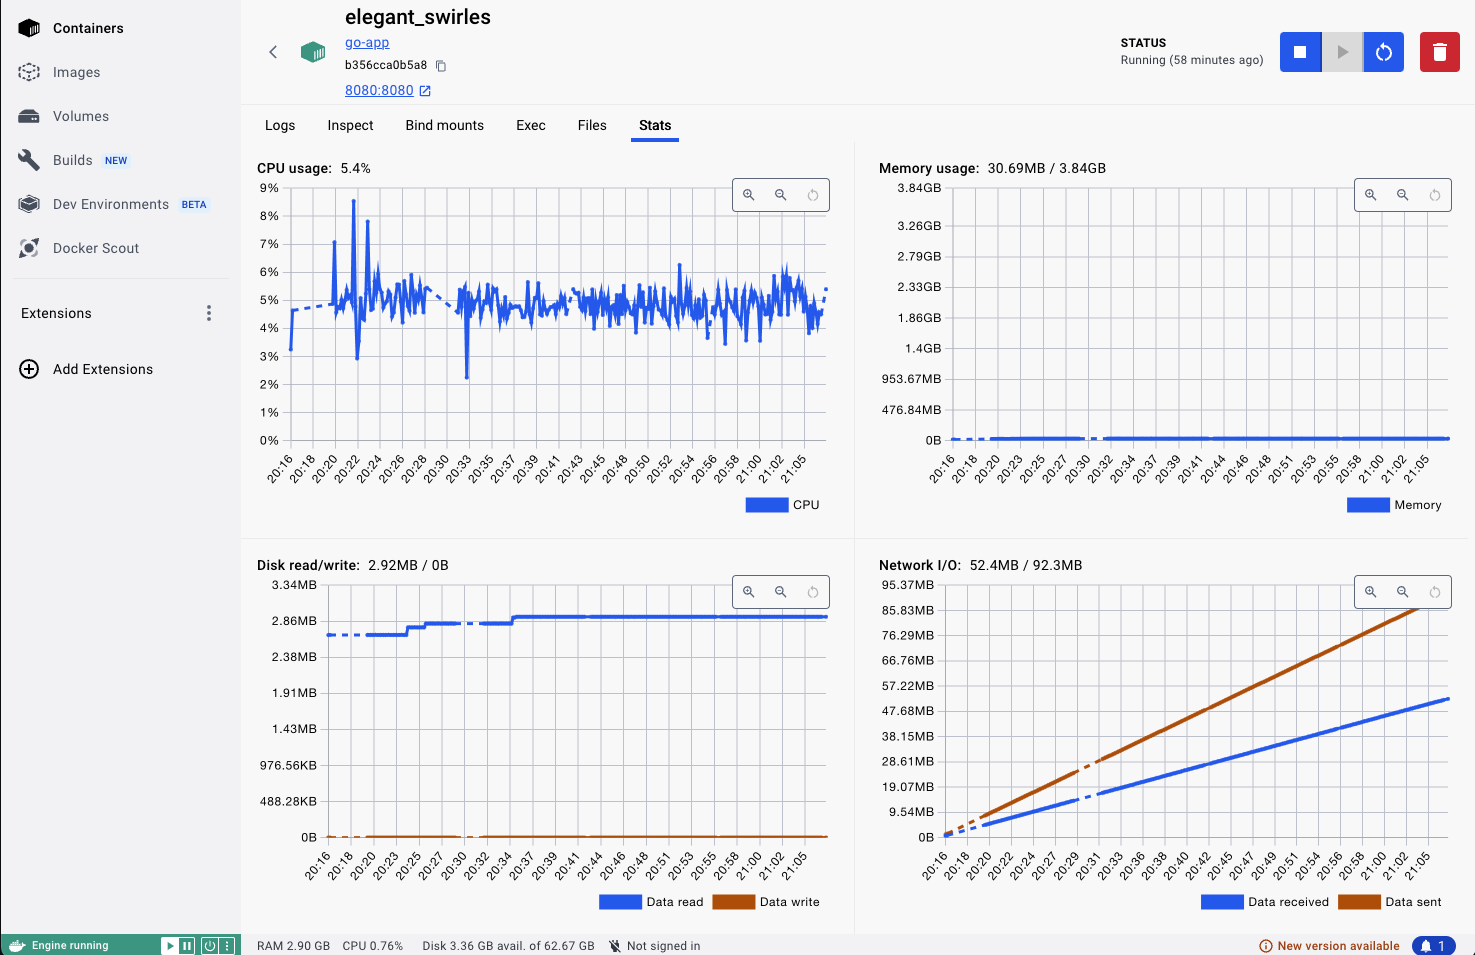 Containers
Images
Volumes
Builds NEW
Dev Environments BETA
Docker Scout
Extensions
Add Extensions
elegant_swirles
go-app
b356cca0b5a8
8080:8080
STATUS
Running (58 minutes ago)
Logs Inspect Bind mounts Exec Files Stats
CPU usage: 5.4%
9%
8%
7%
6%
5%
4%
3%
2%
1%
0%
20:16 20:18 20:20 20:22 20:24 20:26 20:28 20:30 20:33 20:35 20:37 20:39 20:41 20:43 20:45 20:48 20:50 20:52 20:54 20:56 20:58 21:00 21:02 21:05
CPU
Memory usage: 30.69MB / 3.84GB
3.84GB
3.26GB
2.79GB
2.33GB
1.86GB
1.4GB
953.67MB
476.84MB
0B
20:16 20:18 20:20 20:23 20:25 20:27 20:30 20:32 20:34 20:37 20:39 20:41 20:44 20:46 20:48 20:51 20:53 20:55 20:58 21:00 21:02 21:05
Memory
Disk read/write: 2.92MB / 0B
3.34MB
2.86MB
2.38MB
1.91MB
1.43MB
976.56KB
488.28KB
0B
20:16 20:18 20:20 20:23 20:25 20:27 20:30 20:32 20:34 20:37 20:39 20:41 20:44 20:46 20:48 20:51 20:53 20:55 20:58 21:00 21:02 21:05
Data read Data write
Network I/O: 52.4MB / 92.3MB
95.37MB
85.83MB
76.29MB
66.76MB
57.22MB
47.68MB
38.15MB
28.61MB
19.07MB
9.54MB
0B
20:16 20:18 20:20 20:22 20:24 20:27 20:29 20:31 20:33 20:36 20:38 20:40 20:42 20:45 20:47 20:49 20:51 20:54 20:56 20:58 21:00 21:02 21:05
Data received Data sent
Engine running
RAM 2.90 GB CPU 0.76% Disk 3.36 GB avail. of 62.67 GB Not signed in
New version available 1